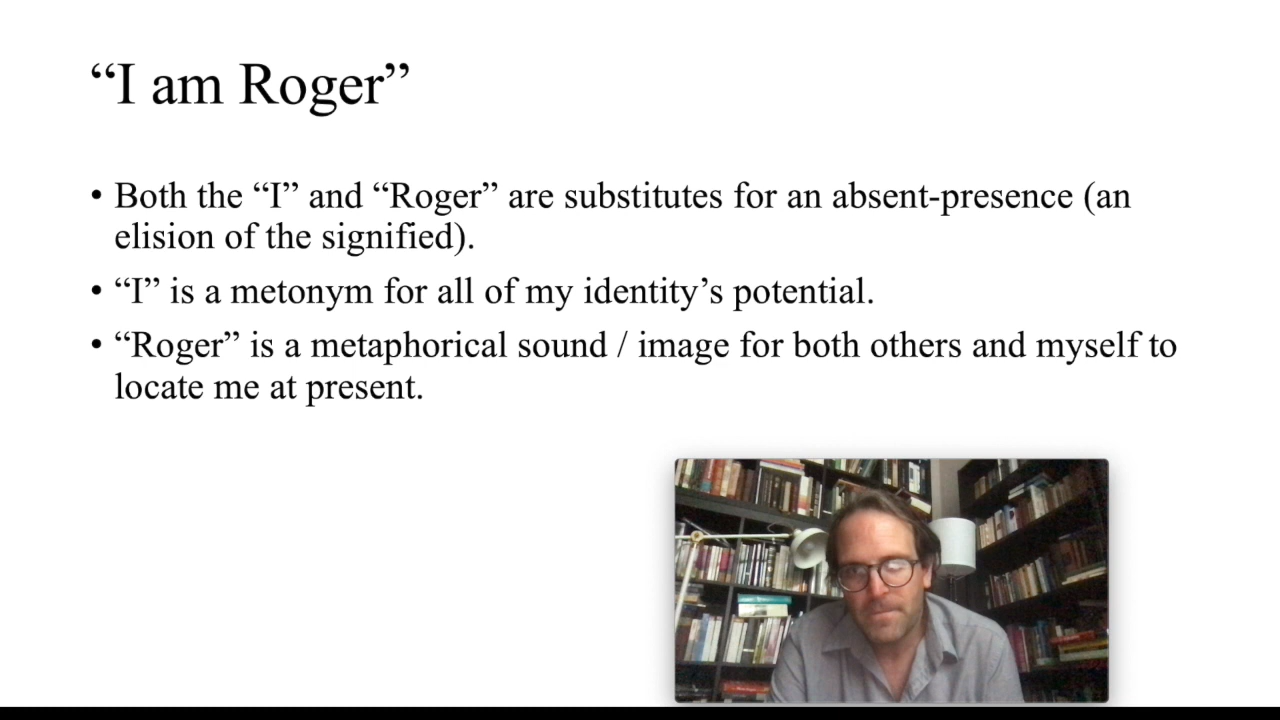 “I am Roger”
• Both the “I” and “Roger” are substitutes for an absent-presence (an
elision of the signified).
• “I” is a metonym for all of my identity’s potential.
• “Roger” is a metaphorical sound / image for both others and myself to
locate me at present.